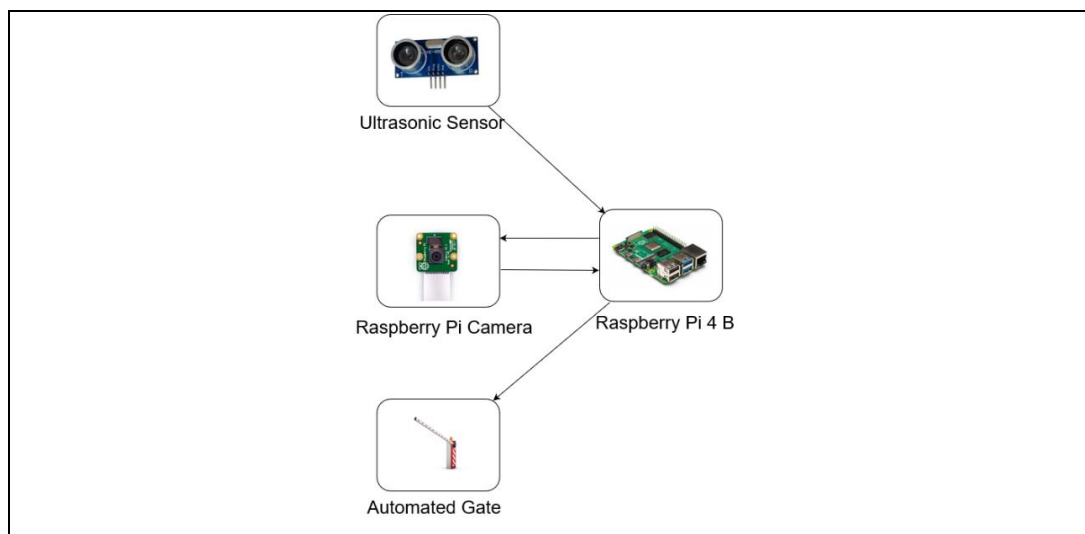 Ultrasonic Sensor
Raspberry Pi Camera
Raspberry Pi 4 B
Automated Gate